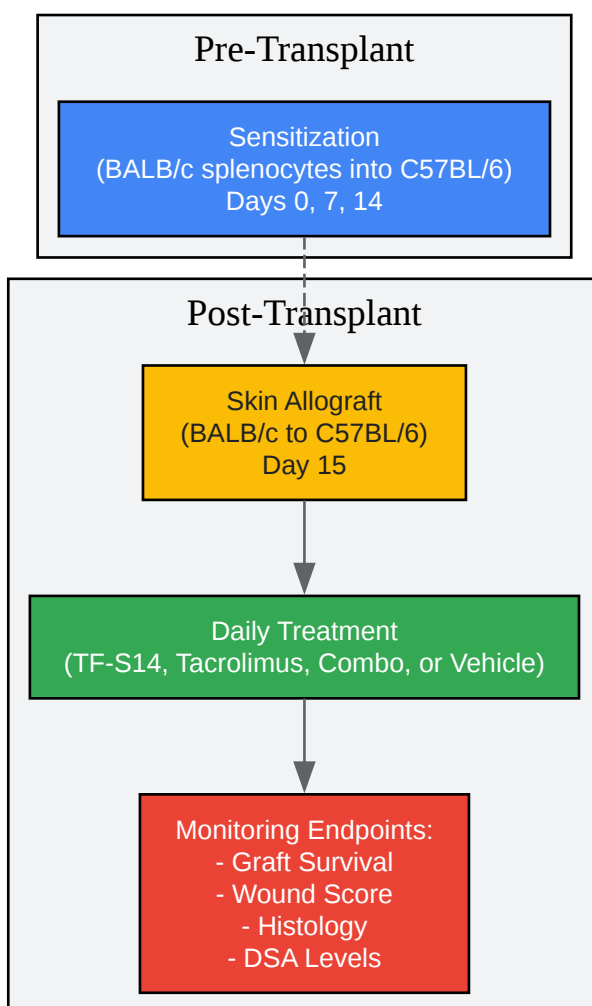 Pre-Transplant
Sensitization
(BALB/c splenocytes into C57BL/6)
Days 0, 7, 14
Post-Transplant
Skin Allograft
(BALB/c to C57BL/6)
Day 15
Daily Treatment
(TF-S14, Tacrolimus, Combo, or Vehicle)
Monitoring Endpoints:
- Graft Survival
- Wound Score
- Histology
- DSA Levels